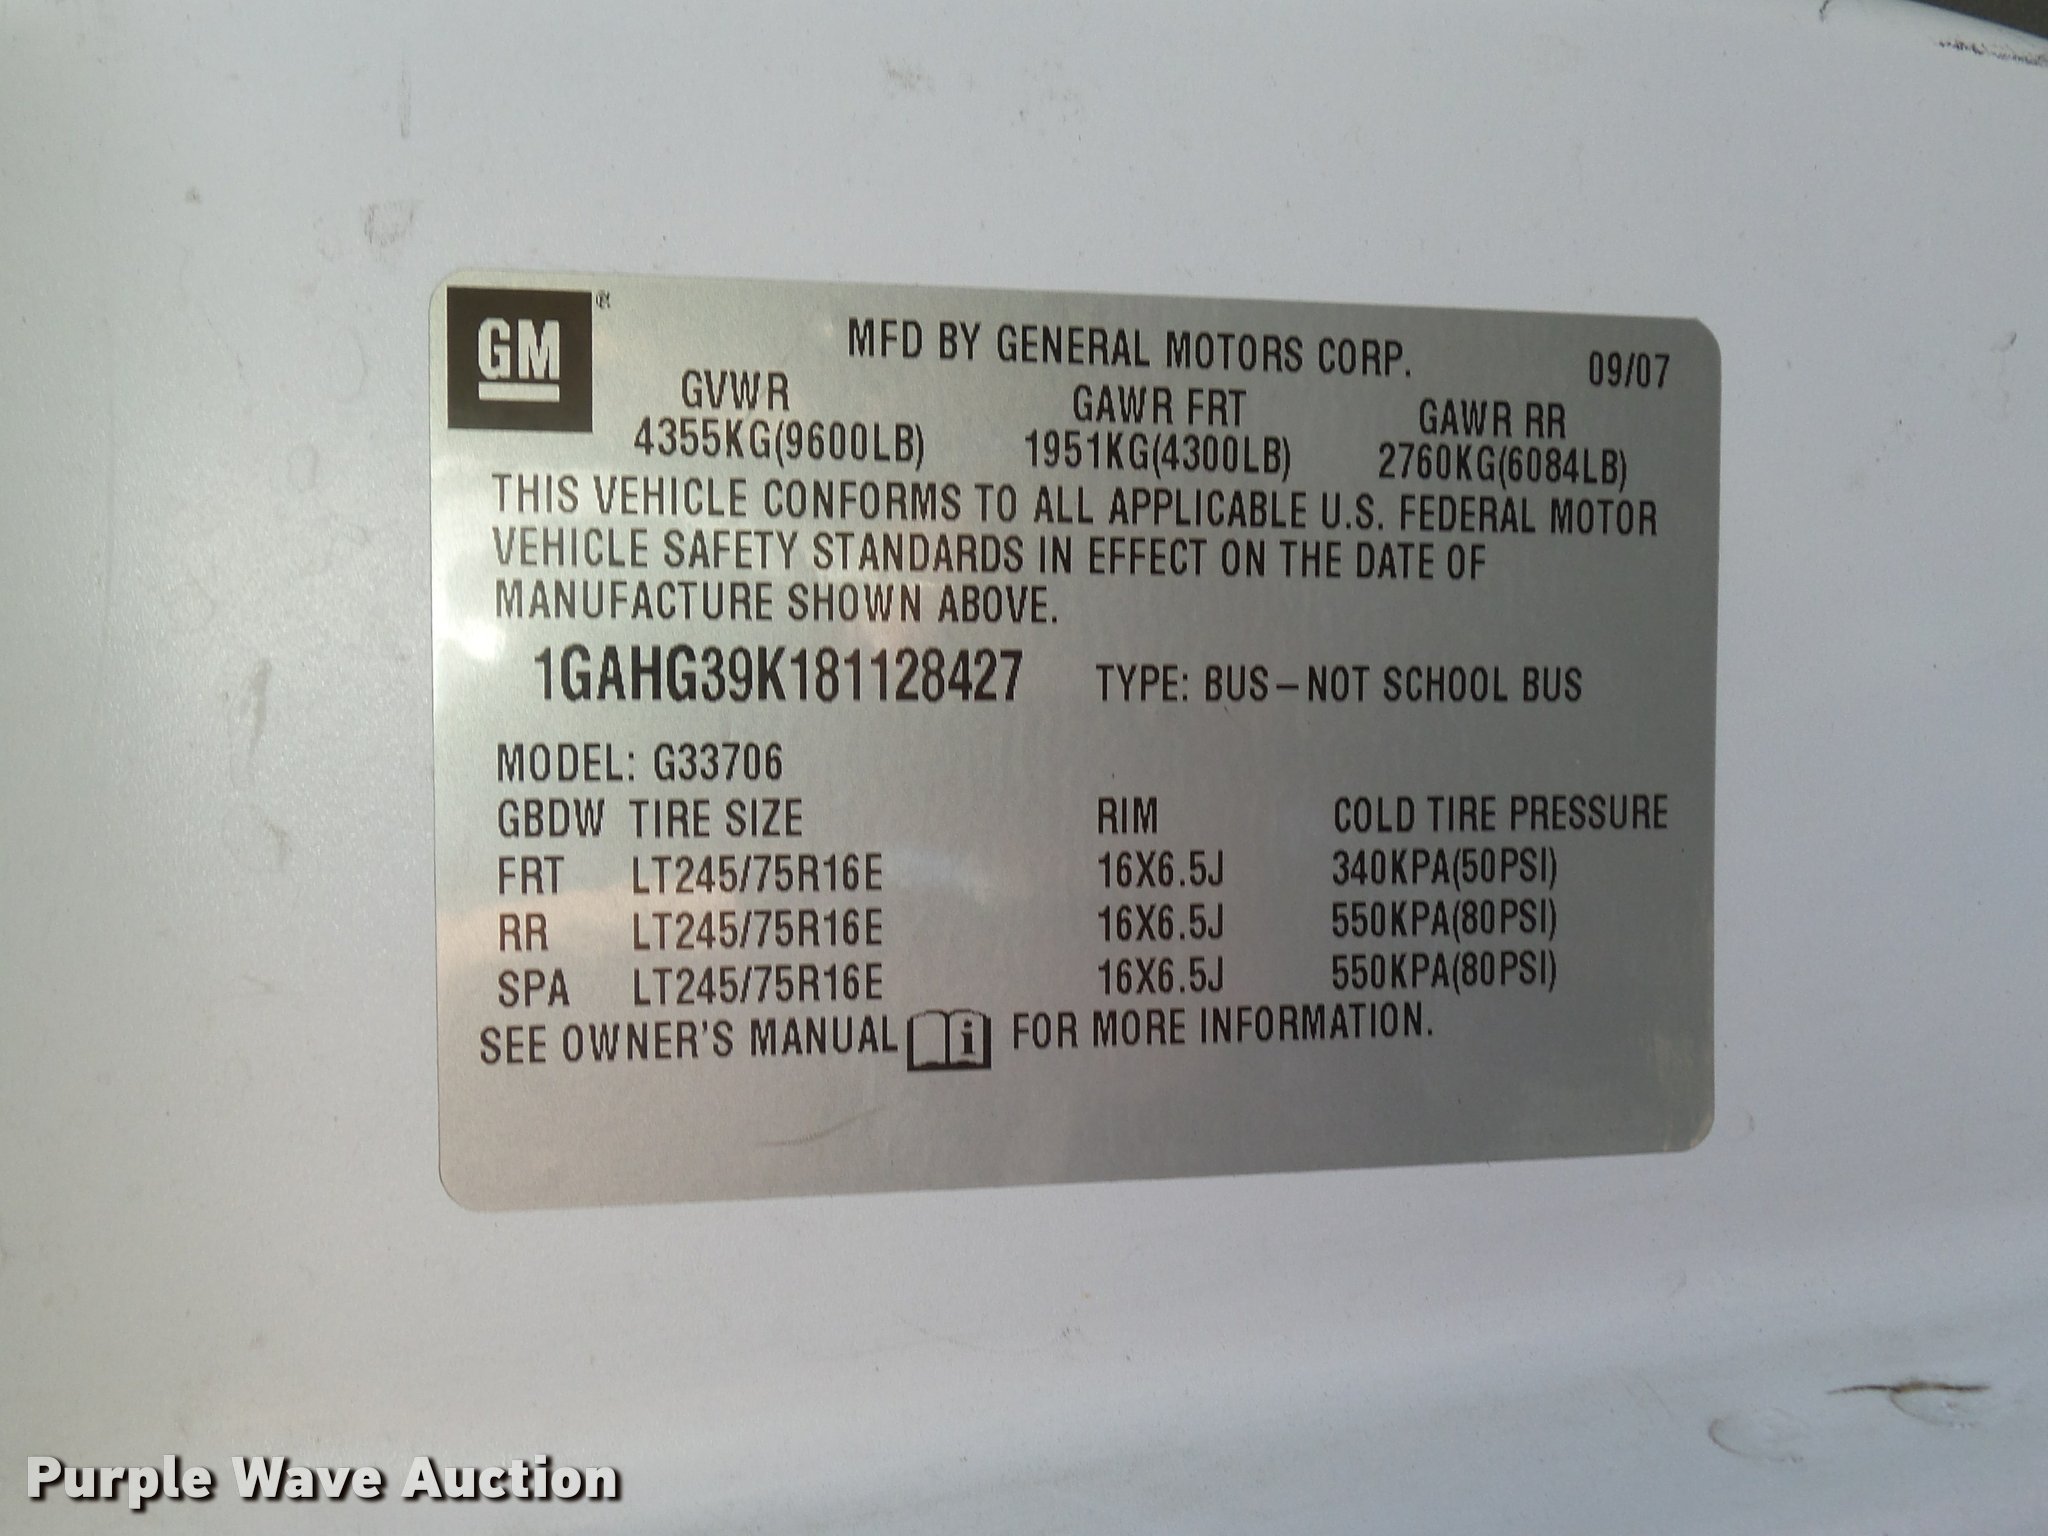 GM ®
MFD BY GENERAL MOTORS CORP. 09/07
GVWR GAWR FRT GAWR RR
4355KG(9600LB) 1951KG(4300LB) 2760KG(6084LB)
THIS VEHICLE CONFORMS TO ALL APPLICABLE U.S. FEDERAL MOTOR
VEHICLE SAFETY STANDARDS IN EFFECT ON THE DATE OF
MANUFACTURE SHOWN ABOVE.
1GAHG39K181128427 TYPE: BUS–NOT SCHOOL BUS
MODEL: G33706
GBDW TIRE SIZE RIM COLD TIRE PRESSURE
FRT LT245/75R16E 16X6.5J 340KPA(50PSI)
RR LT245/75R16E 16X6.5J 550KPA(80PSI)
SPA LT245/75R16E 16X6.5J 550KPA(80PSI)
SEE OWNER'S MANUAL i FOR MORE INFORMATION.
Purple Wave Auction